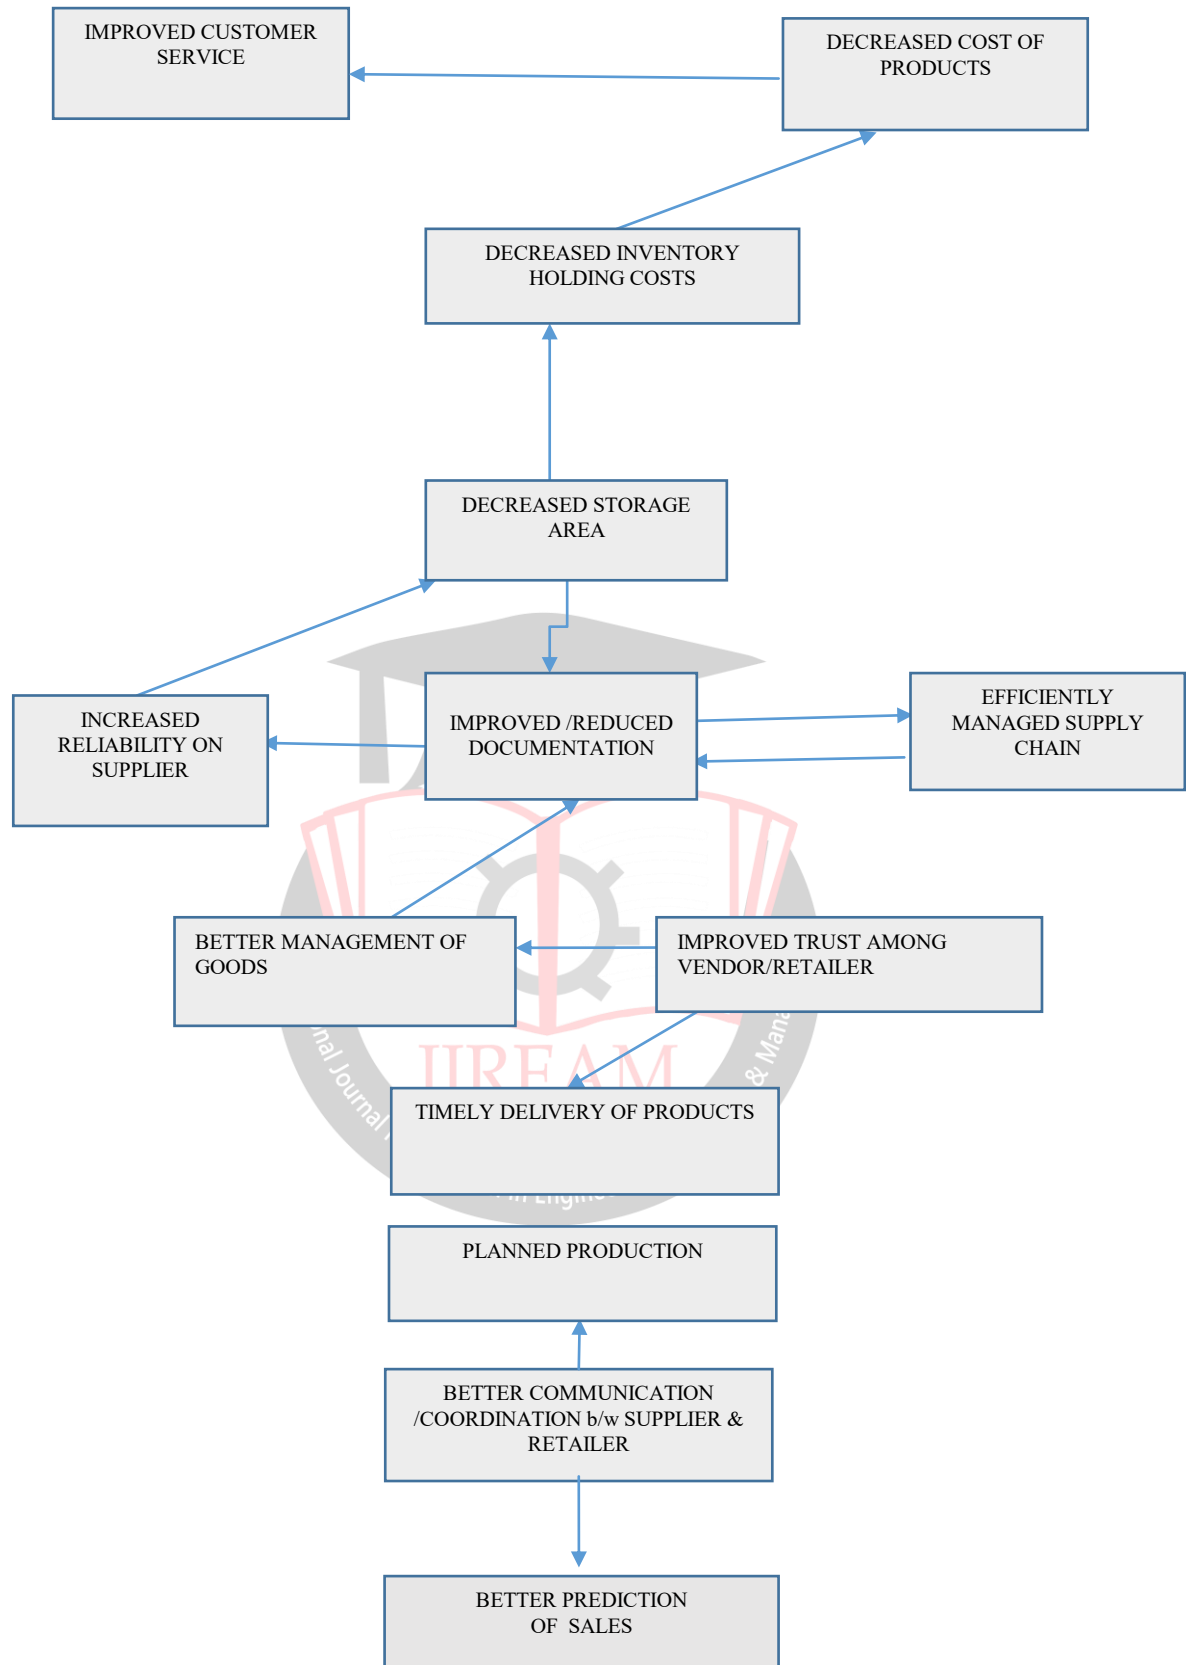 IMPROVED CUSTOMER
SERVICE
DECREASED COST OF
PRODUCTS
DECREASED INVENTORY
HOLDING COSTS
DECREASED STORAGE
AREA
INCREASED
RELIABILITY ON
SUPPLIER
IMPROVED /REDUCED
DOCUMENTATION
EFFICIENTLY
MANAGED SUPPLY
CHAIN
BETTER MANAGEMENT OF
GOODS
IMPROVED TRUST AMONG
VENDOR/RETAILER
IJREAM
TIMELY DELIVERY OF PRODUCTS
PLANNED PRODUCTION
BETTER COMMUNICATION
/COORDINATION b/w SUPPLIER &
RETAILER
BETTER PREDICTION
OF SALES